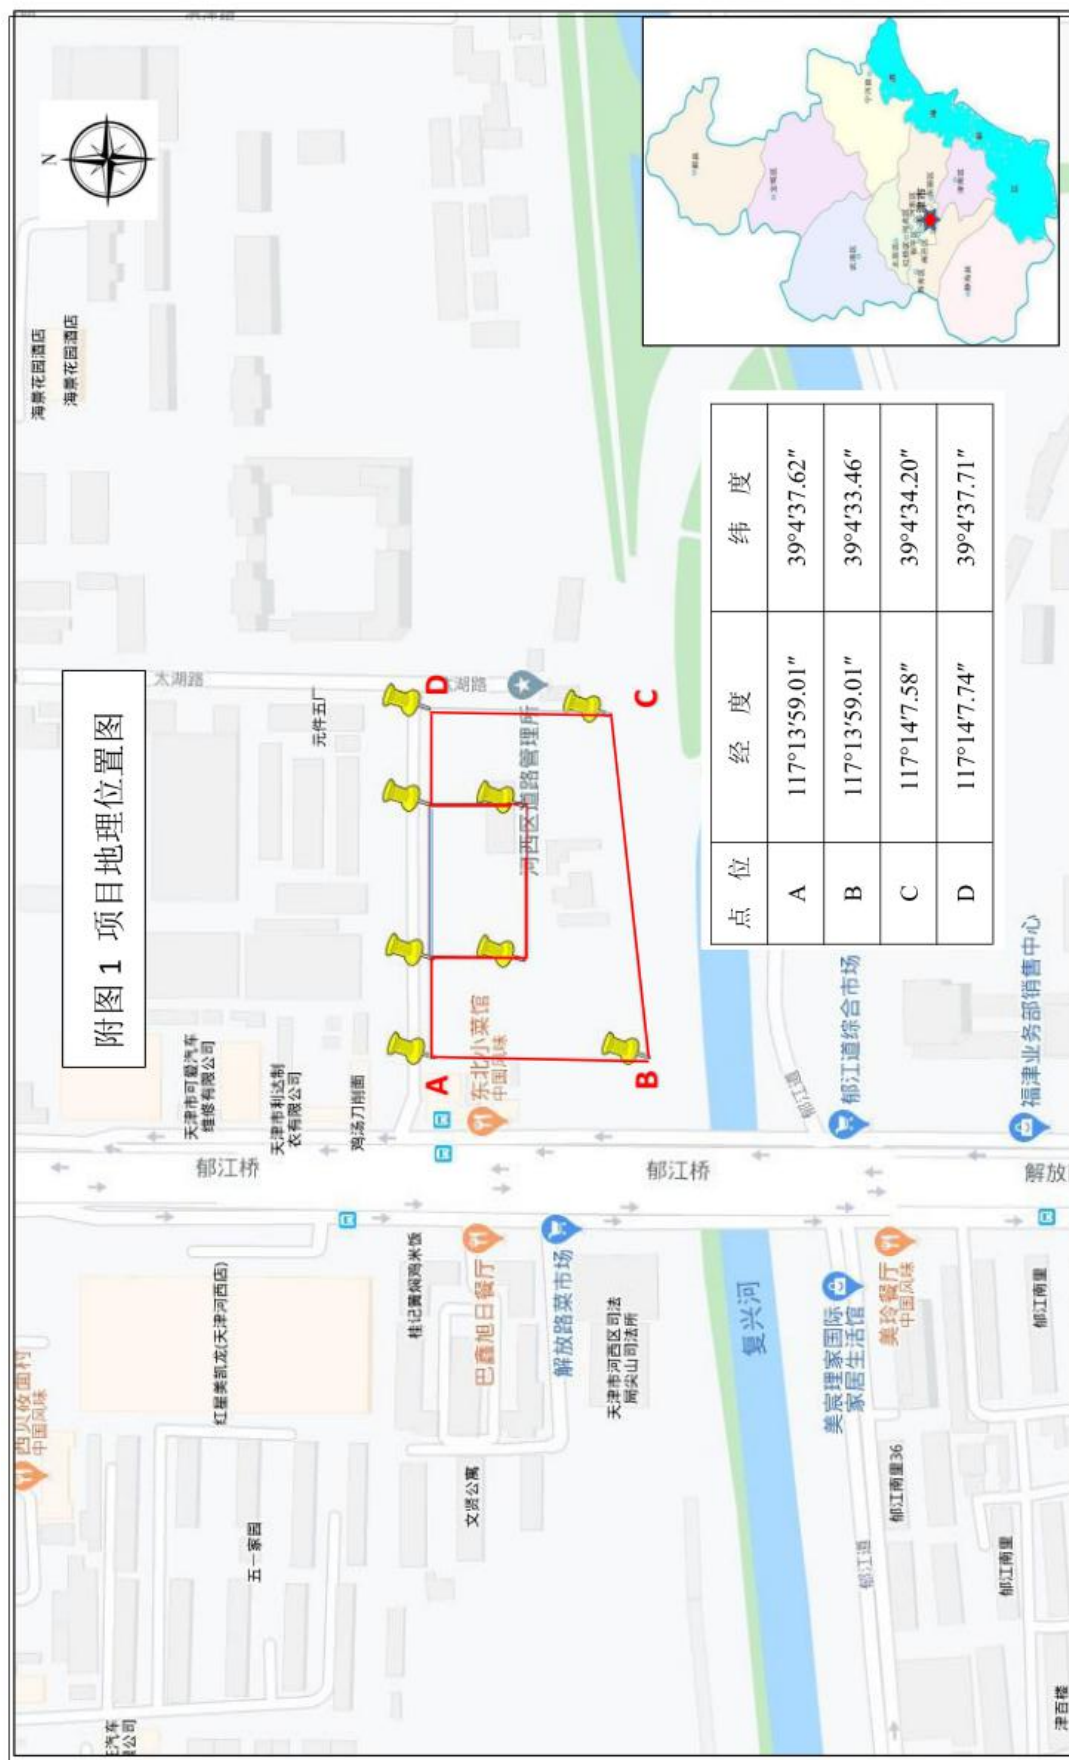 附图 1 项目地理位置图
N
海景花园酒店
海景花园酒店
太湖路
元件五厂
天津市可爱汽车
维修有限公司
天津市利达制
衣有限公司
鸡汤刀削面
郁江桥
郁江桥
解放
A
B
C
D
河西区道路管理所
东北小菜馆
中国风味
点 位
经 度
纬 度
A
117°13′59.01″
39°4′37.62″
B
117°13′59.01″
39°4′33.46″
C
117°14′7.58″
39°4′34.20″
D
117°14′7.74″
39°4′37.71″
郁江道
郁江道综合市场
福津业务部销售中心
西贝莜面村
中国风味
红星美凯龙(天津河西店)
五一家园
桂记黄焖鸡米饭
巴鑫旭日餐厅
解放路菜市场
文贤公寓
天津市河西区司法
局尖山司法所
复兴河
美宸理家国际
家居生活馆
美玲餐厅
中国风味
郁江道
郁江南里36
郁江南里
郁江南里
津百楼